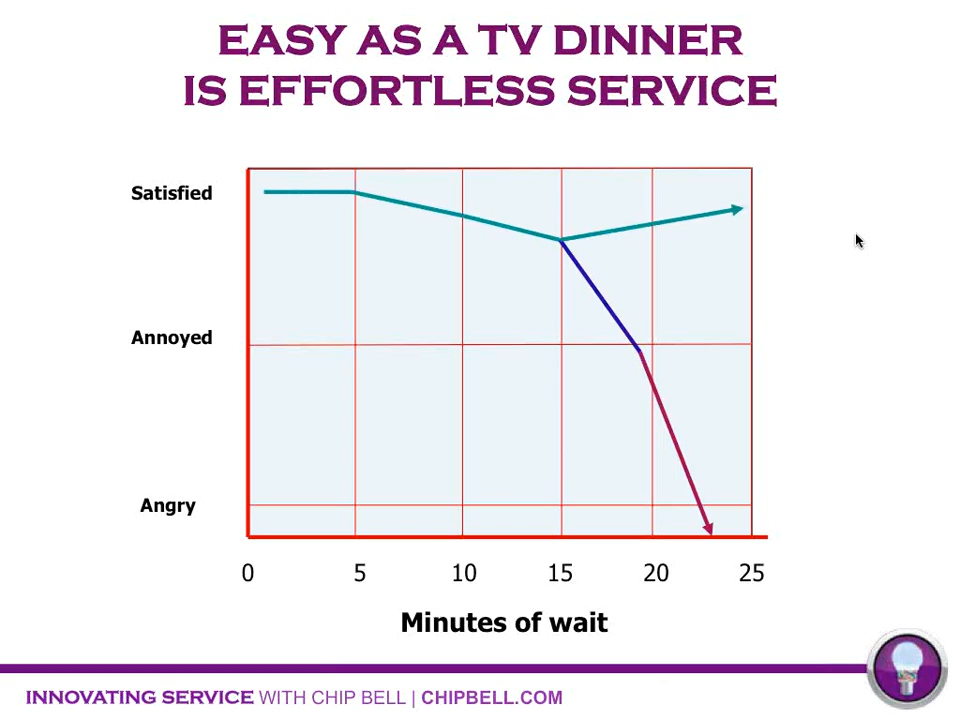 EASY AS A TV DINNER
IS EFFORTLESS SERVICE
Satisfied
Annoyed
Angry
0 5 10 15 20 25
Minutes of wait
INNOVATING SERVICE WITH CHIP BELL | CHIPBELL.COM